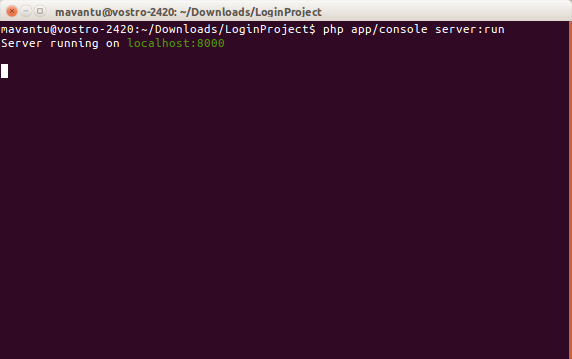 mavantu@vostro-2420: ~/Downloads/LoginProject
mavantu@vostro-2420:~/Downloads/LoginProject$ php app/console server:run
Server running on localhost:8000